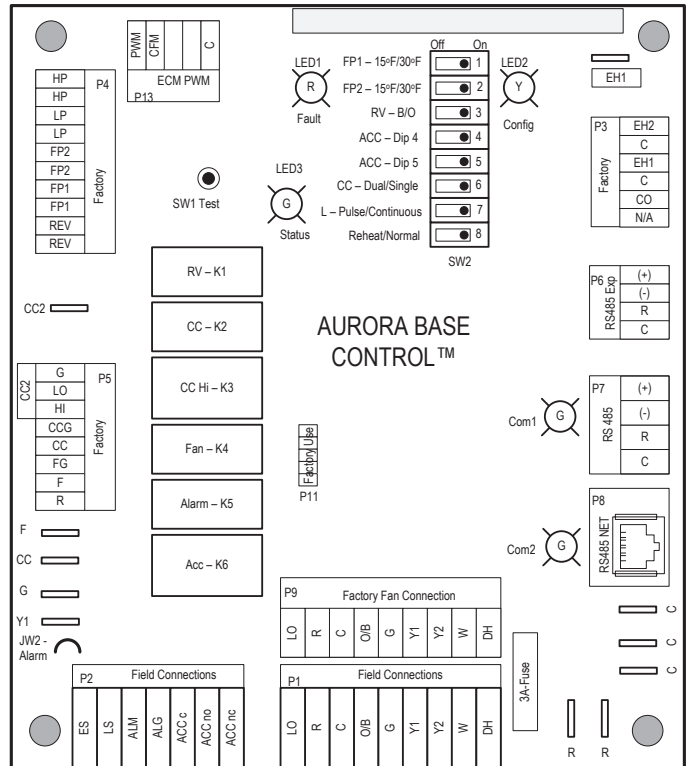 PWM
CFM
C
ECM PWM
P13
LED1
R
Fault
Off On
FP1 – 15ºF/30ºF 1
FP2 – 15ºF/30ºF 2
RV – B/O 3
ACC – Dip 4 4
ACC – Dip 5 5
CC – Dual/Single 6
L – Pulse/Continuous 7
Reheat/Normal 8
SW2
LED2
Y
Config
EH1
P4
HP
HP
LP
LP
FP2
FP2
FP1
FP1
REV
REV
Factory
SW1 Test
LED3
G
Status
P3
Factory
EH2
C
EH1
C
CO
N/A
RV – K1
CC – K2
CC Hi – K3
Fan – K4
Alarm – K5
Acc – K6
AURORA BASE
CONTROL™
P6
RS485 Exp
(+)
(-)
R
C
CC2
CC2
P5
G
LO
HI
CCG
CC
FG
F
R
Factory
Factory Use
P11
Com1
G
P7
RS 485
(+)
(-)
R
C
Com2
G
P8
RS485 NET
F
CC
G
Y1
JW2 -
Alarm
P9 Factory Fan Connection
LO R C O/B G Y1 Y2 W DH
C
C
C
P2 Field Connections
ES LS ALM ALG ACC c ACC no ACC nc
P1 Field Connections
LO R C O/B G Y1 Y2 W DH
3A-Fuse
R R